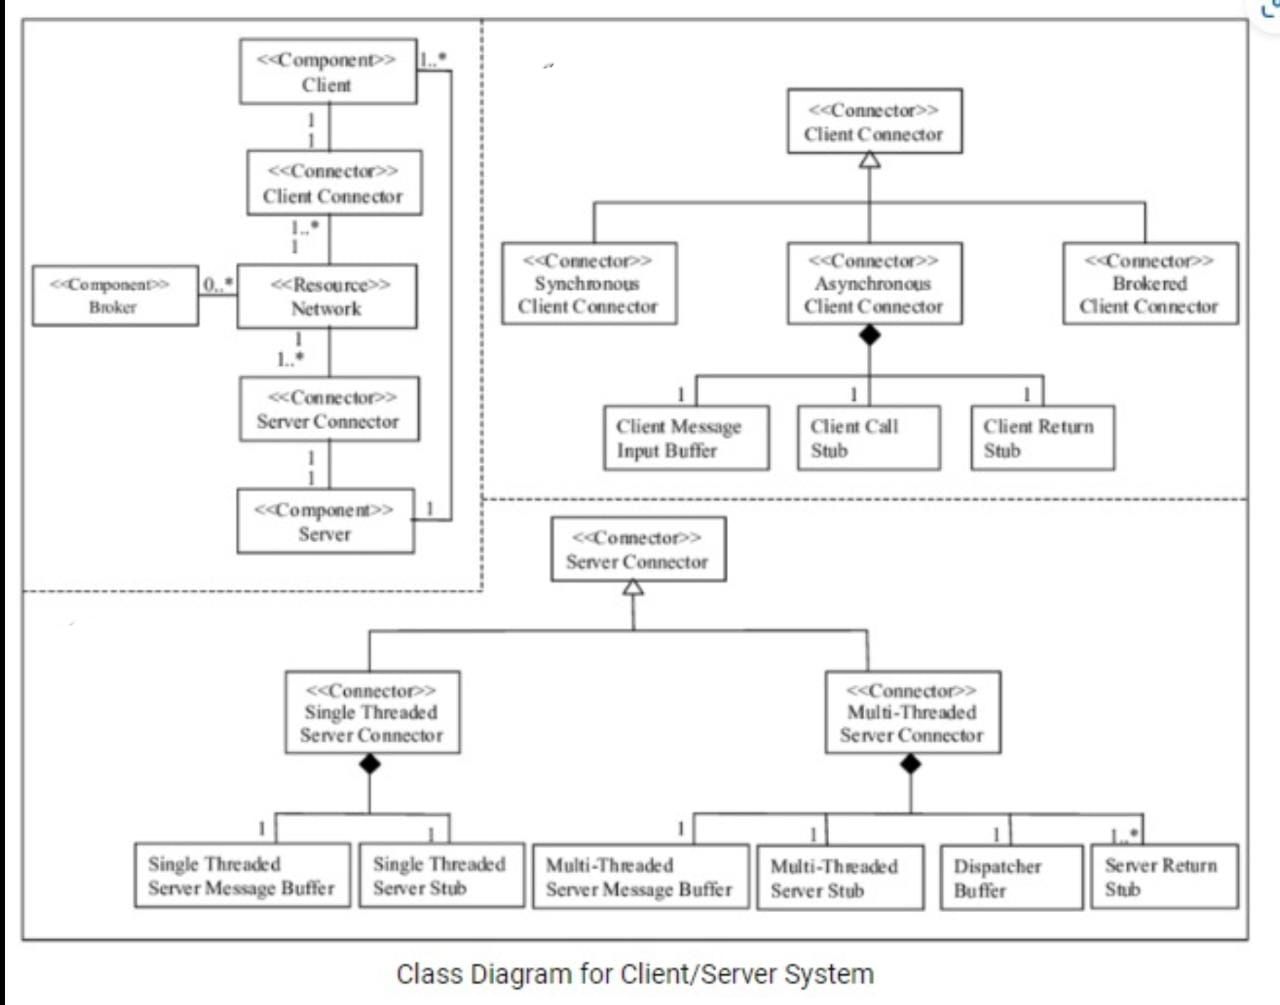 <<Component>>
Client
1..*
1
1
<<Connector>>
Client Connector
1..*
1
<<Component>>
Broker
0..*
<<Resource>>
Network
1
1..*
<<Connector>>
Server Connector
1
1
<<Component>>
Server
1
<<Connector>>
Client Connector
<<Connector>>
Synchronous
Client Connector
<<Connector>>
Asynchronous
Client Connector
<<Connector>>
Brokered
Client Connector
1
1
1
Client Message
Input Buffer
Client Call
Stub
Client Return
Stub
<<Connector>>
Server Connector
<<Connector>>
Single Threaded
Server Connector
<<Connector>>
Multi-Threaded
Server Connector
1
1
1
1
1
1..*
Single Threaded
Server Message Buffer
Single Threaded
Server Stub
Multi-Threaded
Server Message Buffer
Multi-Threaded
Server Stub
Dispatcher
Buffer
Server Return
Stub
Class Diagram for Client/Server System